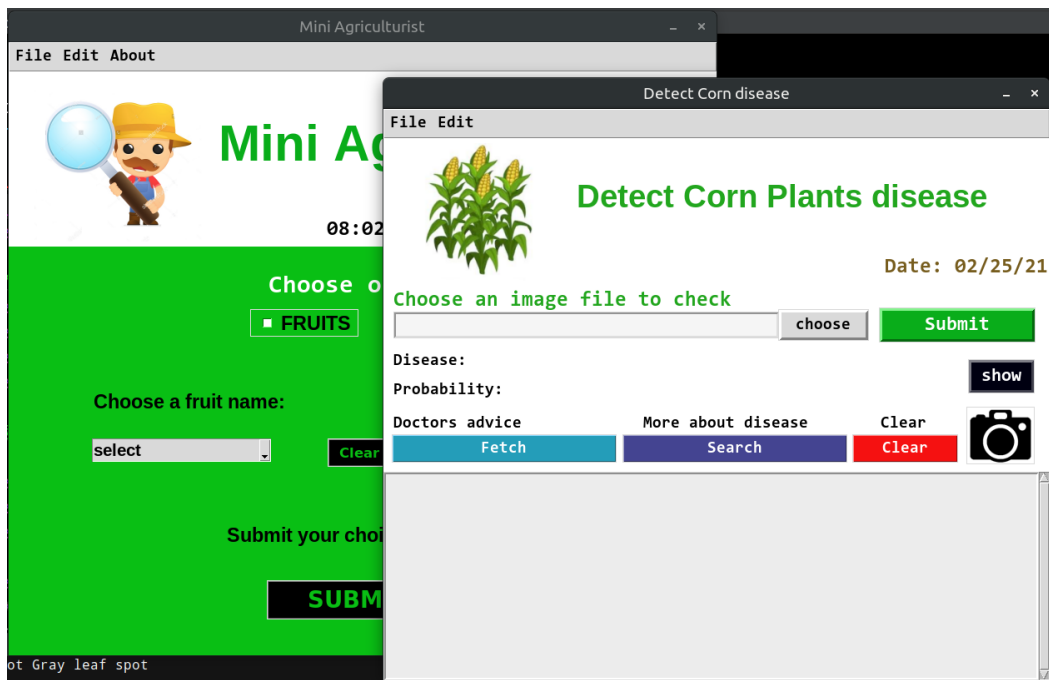 Mini Agriculturist
File Edit About
Mini Ag
08:02
Choose o
FRUITS
Choose a fruit name:
select
Clear
Submit your choi
SUBM
ot Gray leaf spot
Detect Corn disease
File Edit
Detect Corn Plants disease
Date: 02/25/21
Choose an image file to check
choose
Submit
Disease:
show
Probability:
Doctors advice
More about disease
Clear
Fetch
Search
Clear